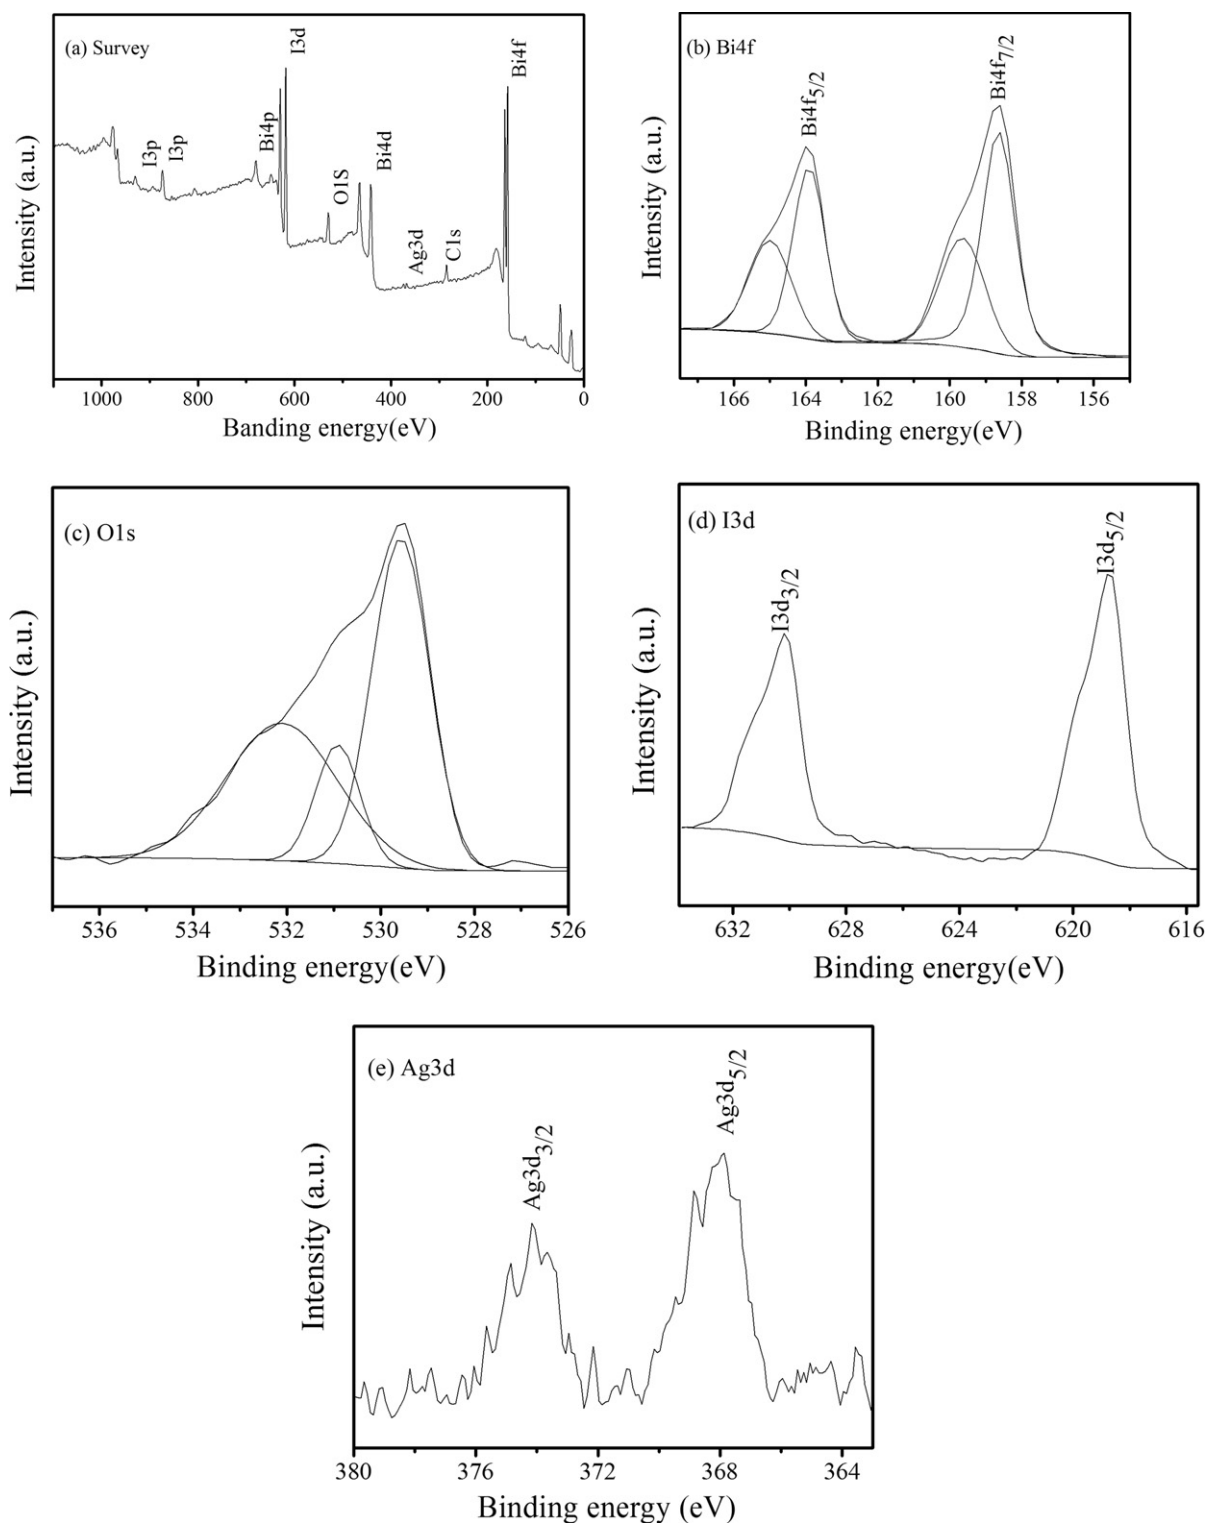 (a) Survey
I3p
I3p
Bi4p
I3d
O1S
Bi4d
Ag3d
C1s
Bi4f
Intensity (a.u.)
1000 800 600 400 200 0
Banding energy(eV)
(b) Bi4f
Bi4f5/2
Bi4f7/2
Intensity (a.u.)
166 164 162 160 158 156
Binding energy(eV)
(c) O1s
Intensity (a.u.)
536 534 532 530 528 526
Binding energy(eV)
(d) I3d
I3d3/2
I3d5/2
Intensity (a.u.)
632 628 624 620 616
Binding energy(eV)
(e) Ag3d
Ag3d3/2
Ag3d5/2
Intensity (a.u.)
380 376 372 368 364
Binding energy (eV)